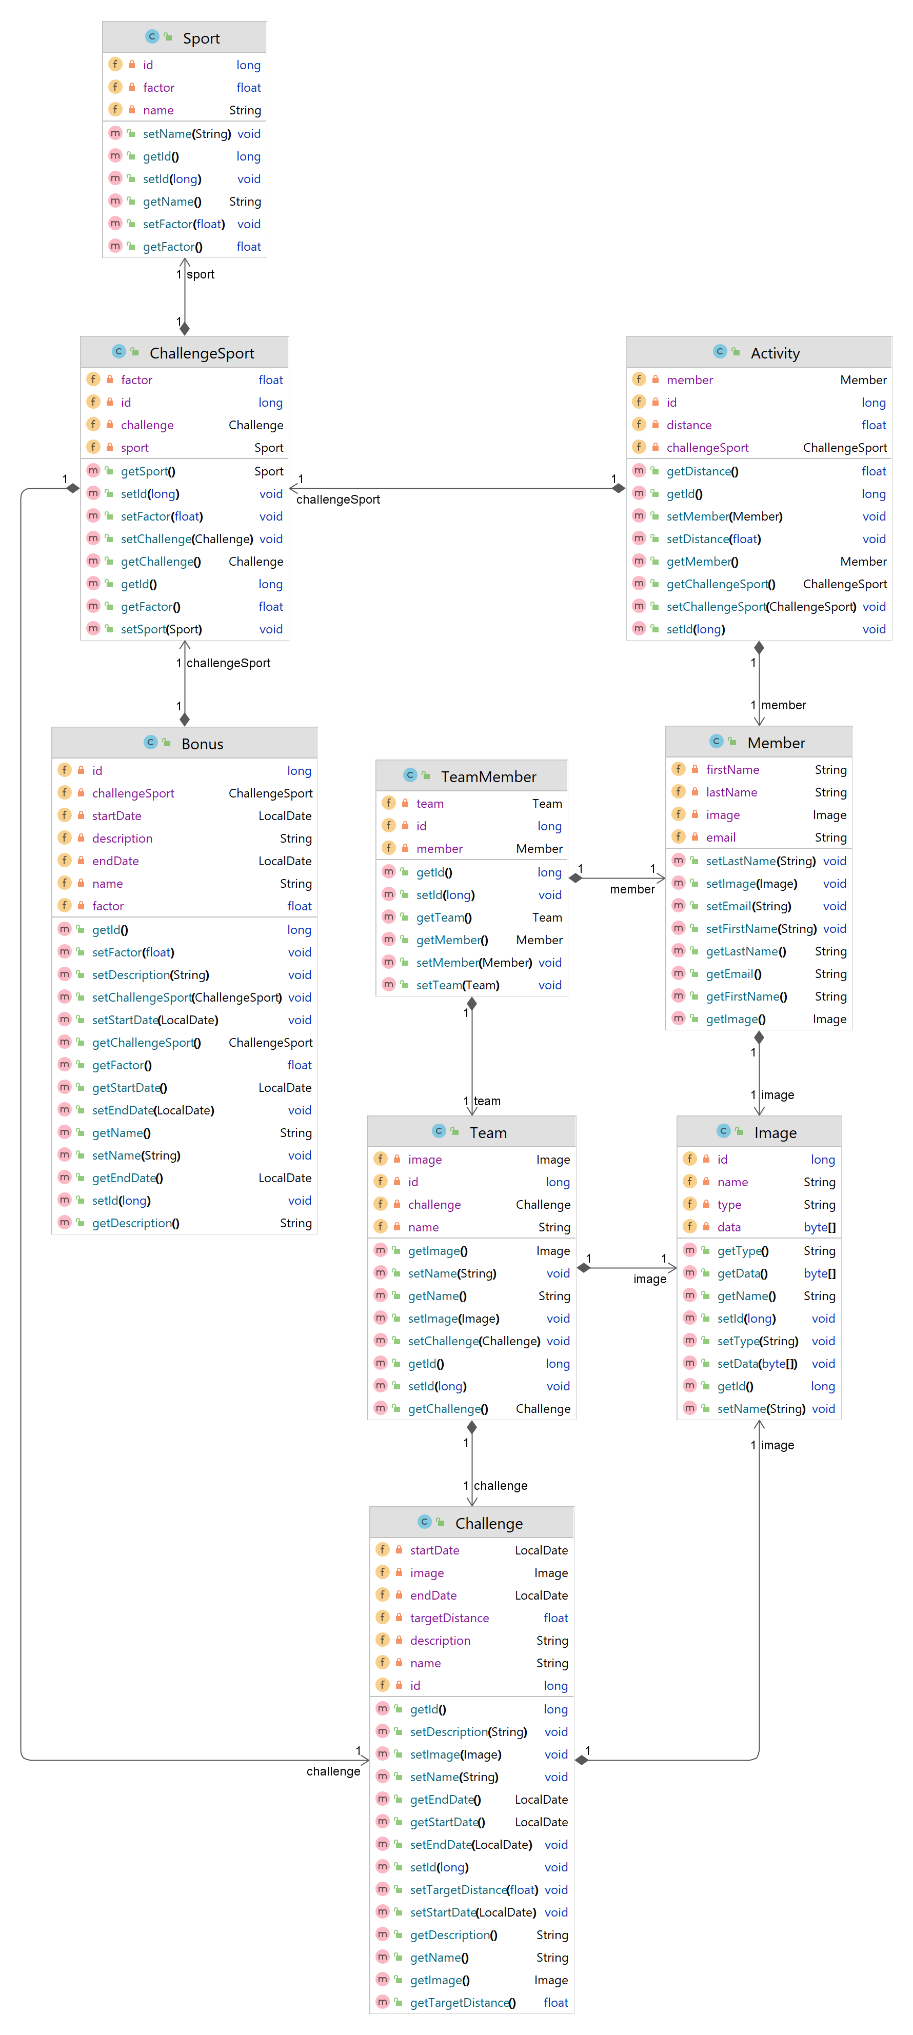 Sport
id long
factor float
name String
setName(String) void
getId() long
setId(long) void
getName() String
setFactor(float) void
getFactor() float
1 sport
1
ChallengeSport
factor float
id long
challenge Challenge
sport Sport
getSport() Sport
setId(long) void
setFactor(float) void
setChallenge(Challenge) void
getChallenge() Challenge
getId() long
getFactor() float
setSport(Sport) void
1
1
challengeSport
1
Activity
member Member
id long
distance float
challengeSport ChallengeSport
getDistance() float
getId() long
setMember(Member) void
setDistance(float) void
getMember() Member
getChallengeSport() ChallengeSport
setChallengeSport(ChallengeSport) void
setId(long) void
1 challengeSport
1
1
1 member
Bonus
id long
challengeSport ChallengeSport
startDate LocalDate
description String
endDate LocalDate
name String
factor float
getId() long
setFactor(float) void
setDescription(String) void
setChallengeSport(ChallengeSport) void
setStartDate(LocalDate) void
getChallengeSport() ChallengeSport
getFactor() float
getStartDate() LocalDate
setEndDate(LocalDate) void
getName() String
setName(String) void
getEndDate() LocalDate
setId(long) void
getDescription() String
TeamMember
team Team
id long
member Member
getId() long
setId(long) void
getTeam() Team
getMember() Member
setMember(Member) void
setTeam(Team) void
1
1
member
Member
firstName String
lastName String
image Image
email String
setLastName(String) void
setImage(Image) void
setEmail(String) void
setFirstName(String) void
getLastName() String
getEmail() String
getFirstName() String
getImage() Image
1
1 team
1
1 image
Team
image Image
id long
challenge Challenge
name String
getImage() Image
setName(String) void
getName() String
setImage(Image) void
setChallenge(Challenge) void
getId() long
setId(long) void
getChallenge() Challenge
1
1
image
Image
id long
name String
type String
data byte[]
getType() String
getData() byte[]
getName() String
setId(long) void
setType(String) void
setData(byte[]) void
getId() long
setName(String) void
1
1 challenge
1 image
Challenge
startDate LocalDate
image Image
endDate LocalDate
targetDistance float
description String
name String
id long
getId() long
setDescription(String) void
setImage(Image) void
setName(String) void
getEndDate() LocalDate
getStartDate() LocalDate
setEndDate(LocalDate) void
setId(long) void
setTargetDistance(float) void
setStartDate(LocalDate) void
getDescription() String
getName() String
getImage() Image
getTargetDistance() float
1
challenge
1